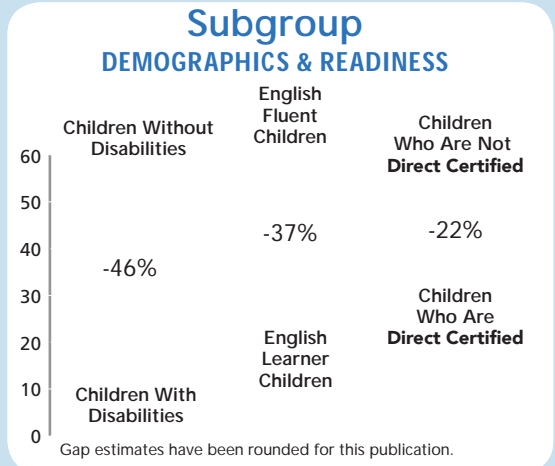 Subgroup
DEMOGRAPHICS & READINESS
English
Fluent
Children
Children Without
Disabilities
Children
Who Are Not
Direct Certified
60
50
40
30
20
10
0
-46%
-37%
-22%
Children With
Disabilities
English
Learner
Children
Children
Who Are
Direct Certified
Gap estimates have been rounded for this publication.